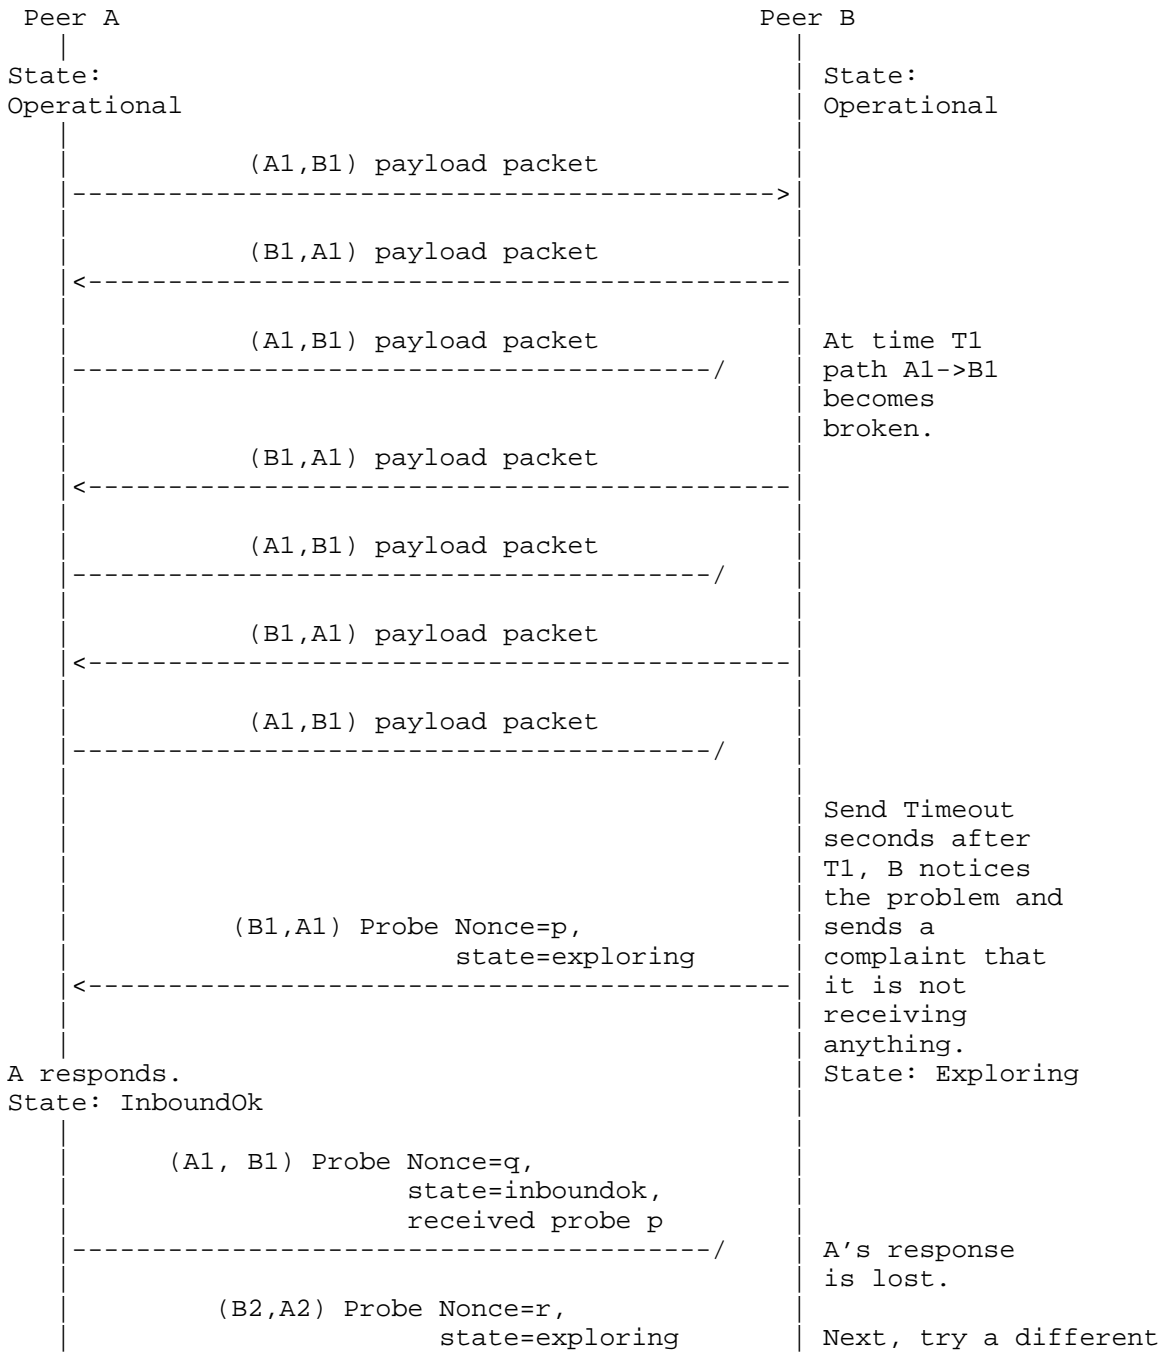 Peer A Peer B
State: State:
Operational Operational
(A1,B1) payload packet
(B1,A1) payload packet
(A1,B1) payload packet At time T1
path A1->B1
becomes
broken.
(B1,A1) payload packet
(A1,B1) payload packet
(B1,A1) payload packet
(A1,B1) payload packet
Send Timeout
seconds after
T1, B notices
the problem and
(B1,A1) Probe Nonce=p, sends a
state=exploring complaint that
it is not
receiving
anything.
A responds. State: Exploring
State: InboundOk
(A1, B1) Probe Nonce=q,
state=inboundok,
received probe p
A's response
is lost.
(B2,A2) Probe Nonce=r,
state=exploring Next, try a different